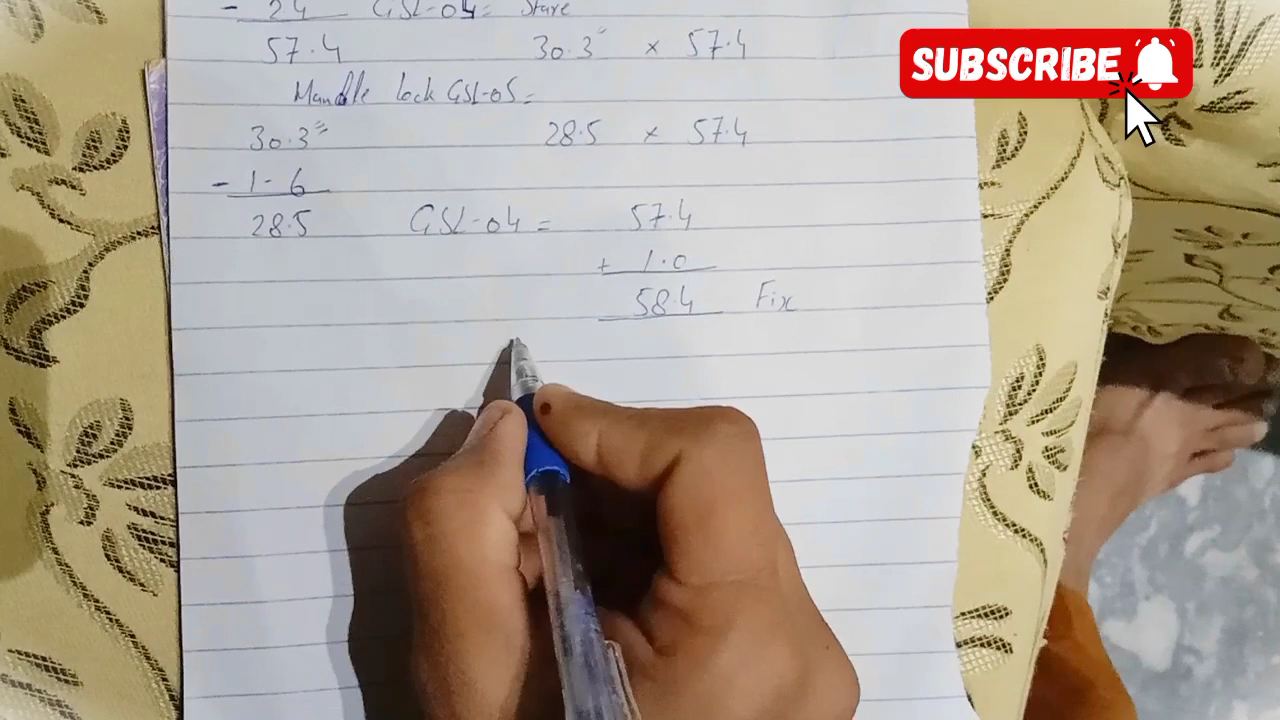 - 24 GSL-04 = Stare
57.4 30.3" x 57.4
Mandle lock GSL-05 =
30.3" 28.5 x 57.4
- 1-6
28.5 GSL-04 = 57.4
+ 1.0
58.4 Fix
SUBSCRIBE